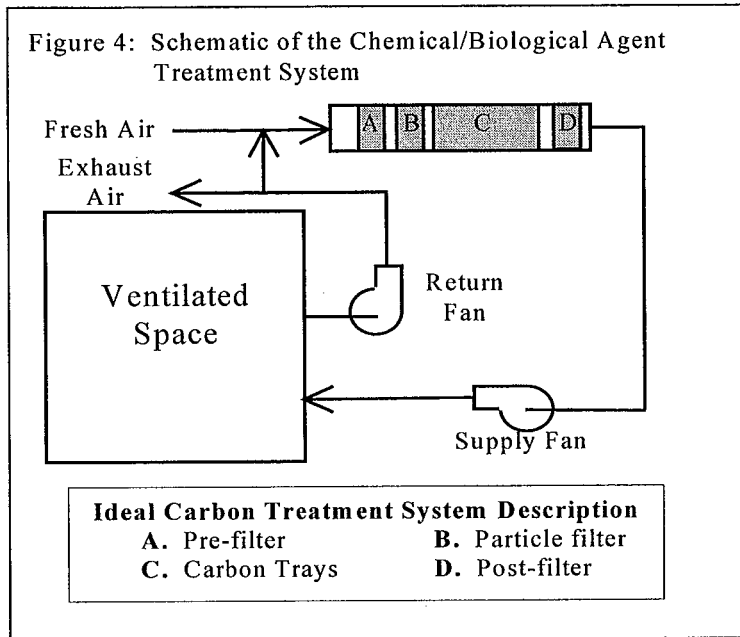 Figure 4: Schematic of the Chemical/Biological Agent
Treatment System
Fresh Air
A B C D
Exhaust
Air
Ventilated
Space
Return
Fan
Supply Fan
Ideal Carbon Treatment System Description
A. Pre-filter B. Particle filter
C. Carbon Trays D. Post-filter